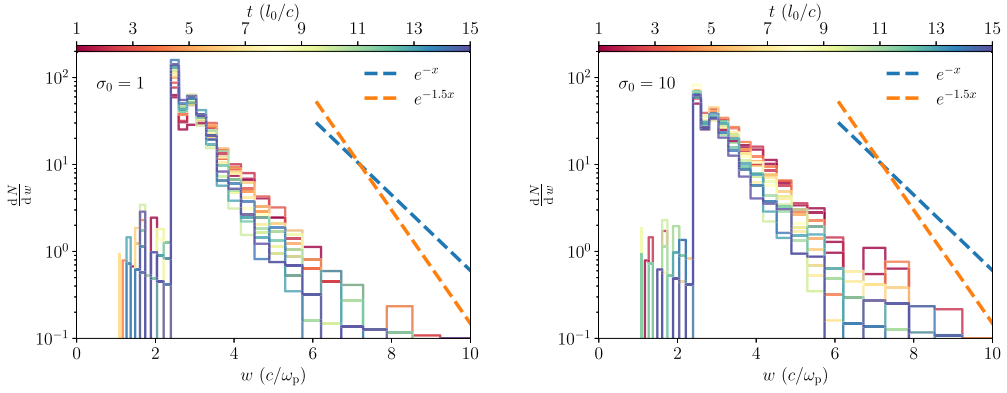 t (l₀/c)
1 3 5 7 9 11 13 15
σ₀ = 1
e⁻ˣ
e⁻¹·⁵ˣ
10²
10¹
10⁰
10⁻¹
dN
dw
0 2 4 6 8 10
w (c/ωₚ)
t (l₀/c)
1 3 5 7 9 11 13 15
σ₀ = 10
e⁻ˣ
e⁻¹·⁵ˣ
10²
10¹
10⁰
10⁻¹
dN
dw
0 2 4 6 8 10
w (c/ωₚ)